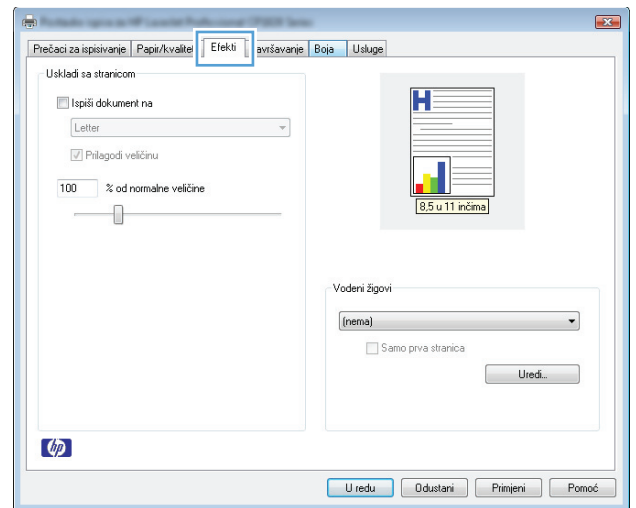 Prečaci za ispisivanje Papir/kvalitet Efekti Završavanje Boja Usluge
Uskladi sa stranicom
Ispiši dokument na
Letter
Prilagodi veličinu
100 % od normalne veličine
H
8,5 u 11 inčima
Vodeni žigovi
(nema)
Samo prva stranica
Uredi...
hp
U redu Odustani Primjeni Pomoć